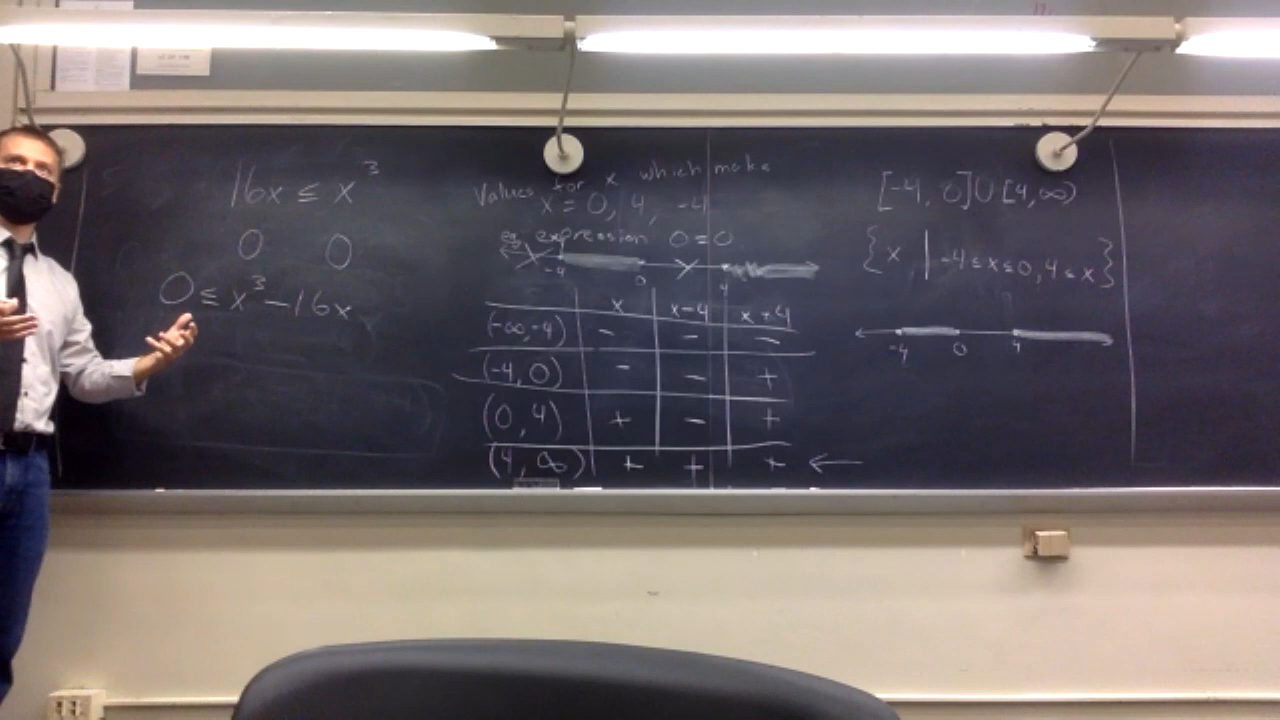 16x ≤ x³
0 0
0 ≤ x³ - 16x
Values for x which make
x = 0, 4, -4
eg. expression 0 = 0
-4 0 4
x x-4 x+4
(-∞, -4) - - -
(-4, 0) - - +
(0, 4) + - +
(4, ∞) + + + ←
[-4, 0] ∪ [4, ∞)
{x | -4 ≤ x ≤ 0, 4 ≤ x}
-4 0 4